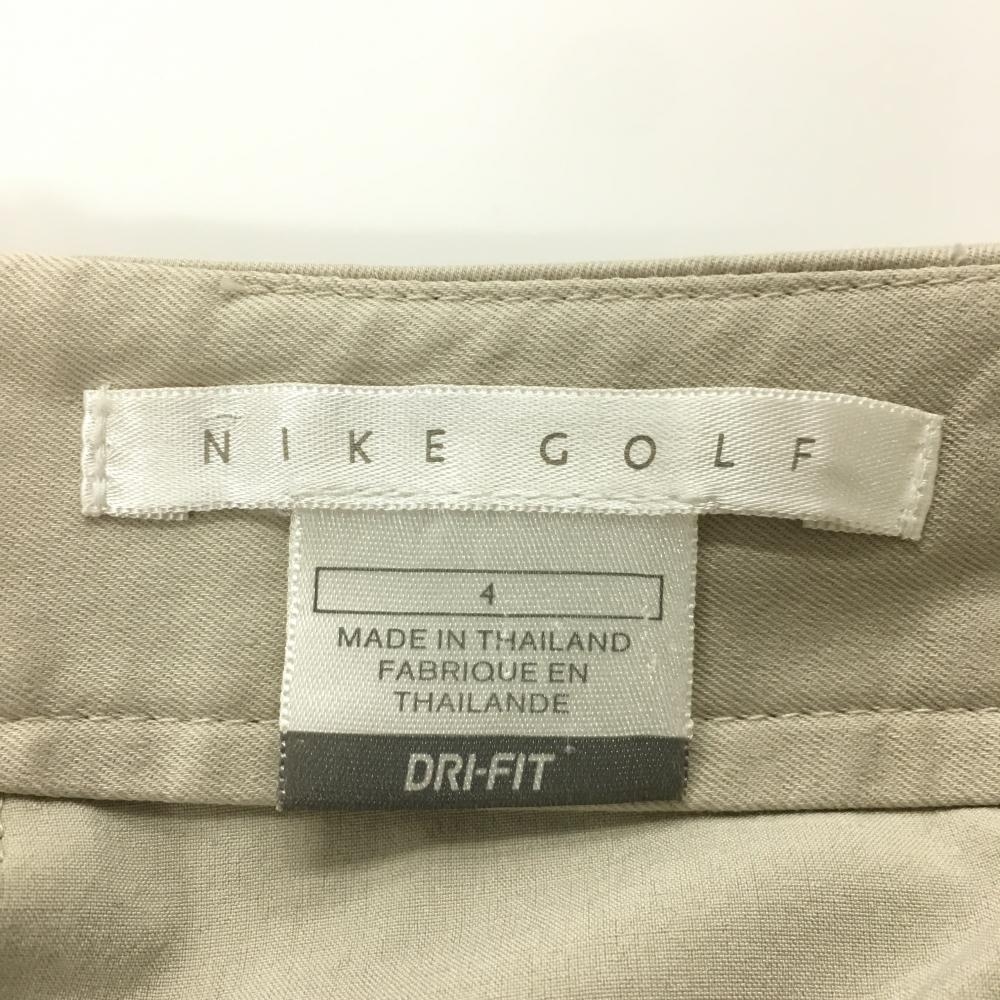 NIKE GOLF
4
MADE IN THAILAND
FABRIQUE EN
THAILANDE
DRI-FIT